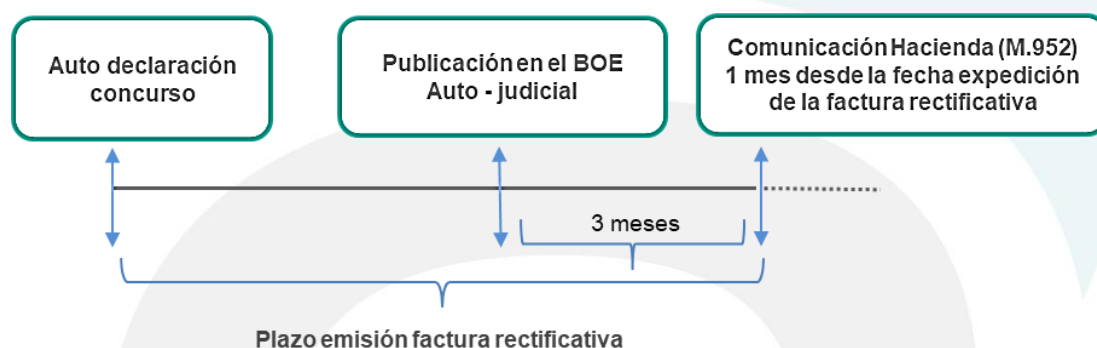 Auto declaración
concurso
Publicación en el BOE
Auto - judicial
Comunicación Hacienda (M.952)
1 mes desde la fecha expedición
de la factura rectificativa
3 meses
Plazo emisión factura rectificativa